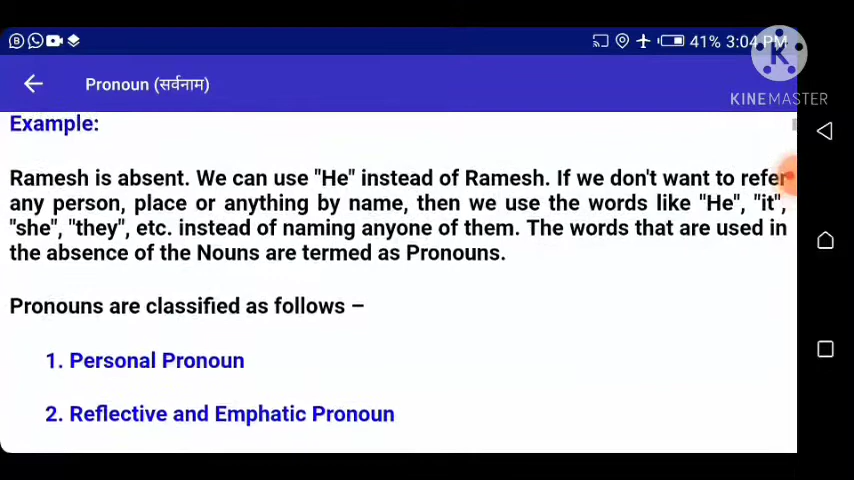 41% 3:04 PM
Pronoun (सर्वनाम)
K
KINEMASTER
Example:
Ramesh is absent. We can use "He" instead of Ramesh. If we don't want to refer
any person, place or anything by name, then we use the words like "He", "it",
"she", "they", etc. instead of naming anyone of them. The words that are used in
the absence of the Nouns are termed as Pronouns.
Pronouns are classified as follows –
1. Personal Pronoun
2. Reflective and Emphatic Pronoun